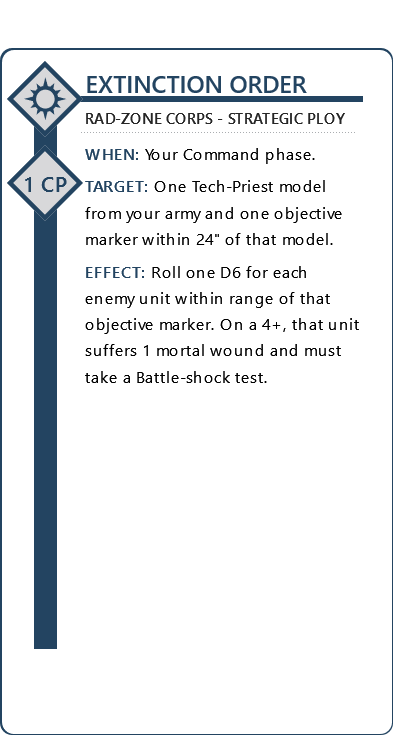 EXTINCTION ORDER
RAD-ZONE CORPS - STRATEGIC PLOY
WHEN: Your Command phase.
1 CP
TARGET: One Tech-Priest model
from your army and one objective
marker within 24" of that model.
EFFECT: Roll one D6 for each
enemy unit within range of that
objective marker. On a 4+, that unit
suffers 1 mortal wound and must
take a Battle-shock test.